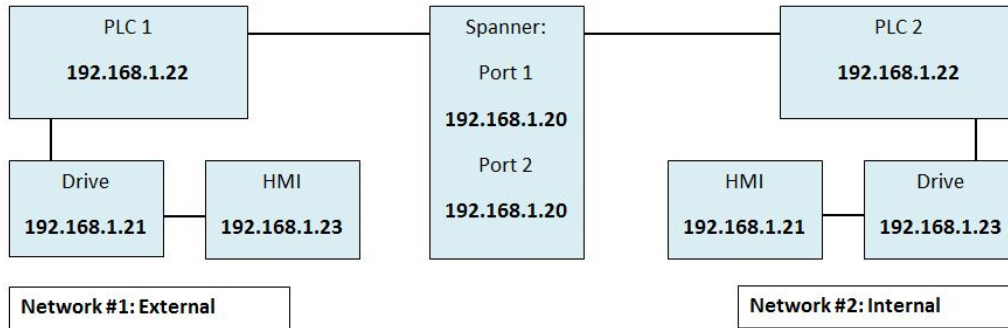 PLC 1
192.168.1.22
Spanner:
Port 1
192.168.1.20
Port 2
192.168.1.20
PLC 2
192.168.1.22
Drive
192.168.1.21
HMI
192.168.1.23
HMI
192.168.1.21
Drive
192.168.1.23
Network #1: External
Network #2: Internal